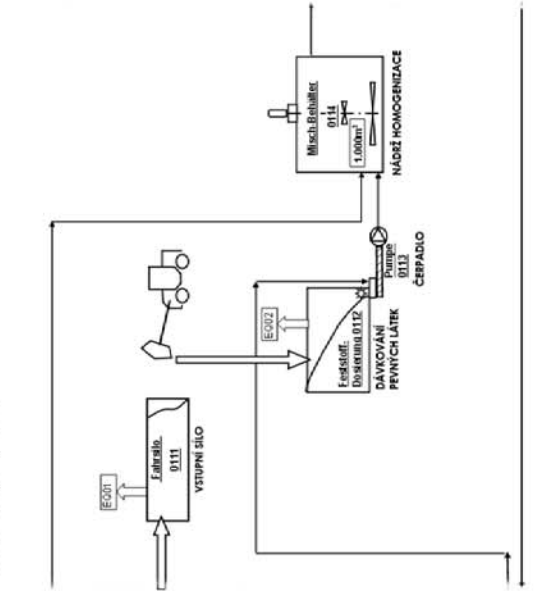 EQ01
Fahrsilo
0111
VSTUPNÍ SÍLO
EQ02
Feststoff-
Dosierung 0112
DÁVKOVÁNÍ
PEVNÝCH LÁTEK
Pumpe
0113
ČERPADLO
Misch-Behälter
0114
1.000m³
NÁDRŽ HOMOGENIZACE